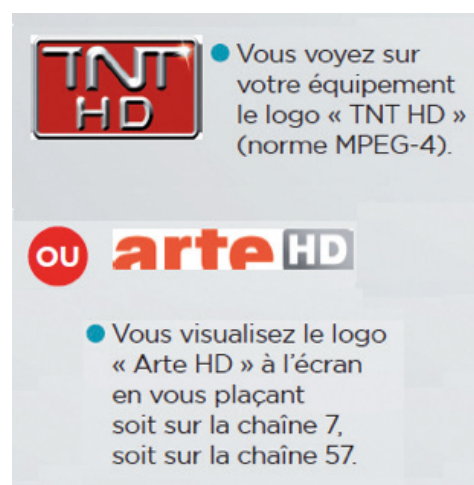 TNT
HD
Vous voyez sur
votre équipement
le logo « TNT HD »
(norme MPEG-4).
OU
arte HD
Vous visualisez le logo
« Arte HD » à l'écran
en vous plaçant
soit sur la chaîne 7,
soit sur la chaîne 57.